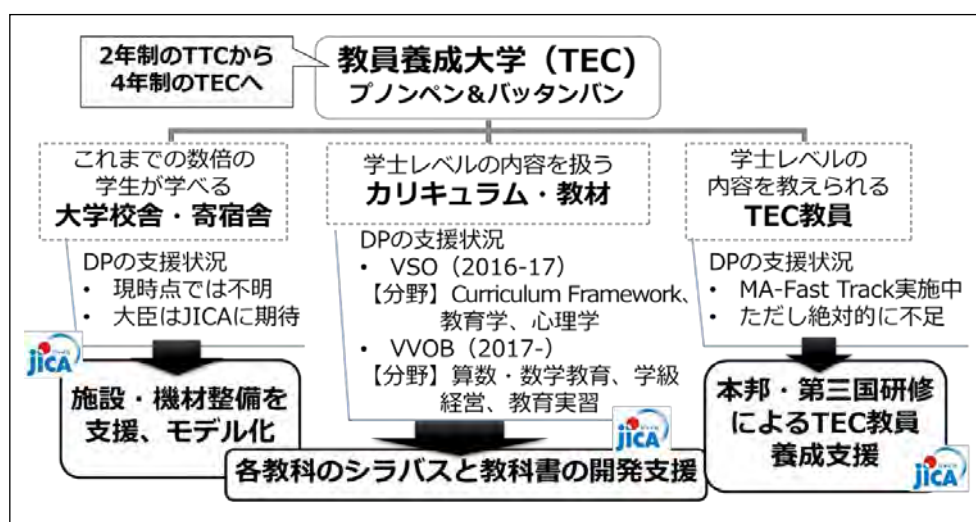 2年制のTTCから
4年制のTECへ
教員養成大学（TEC)
プノンペン＆バッタンバン
これまでの数倍の
学生が学べる
大学校舎・寄宿舎
DPの支援状況
• 現時点では不明
• 大臣はJICAに期待
jICA
施設・機材整備を
支援、モデル化
学士レベルの内容を扱う
カリキュラム・教材
DPの支援状況
• VSO（2016-17）
【分野】Curriculum Framework、
教育学、心理学
• VVOB（2017-）
【分野】算数・数学教育、学級
経営、教育実習
jICA
各教科のシラバスと教科書の開発支援
学士レベルの
内容を教えられる
TEC教員
DPの支援状況
• MA-Fast Track実施中
• ただし絶対的に不足
本邦・第三国研修
によるTEC教員
養成支援
jICA